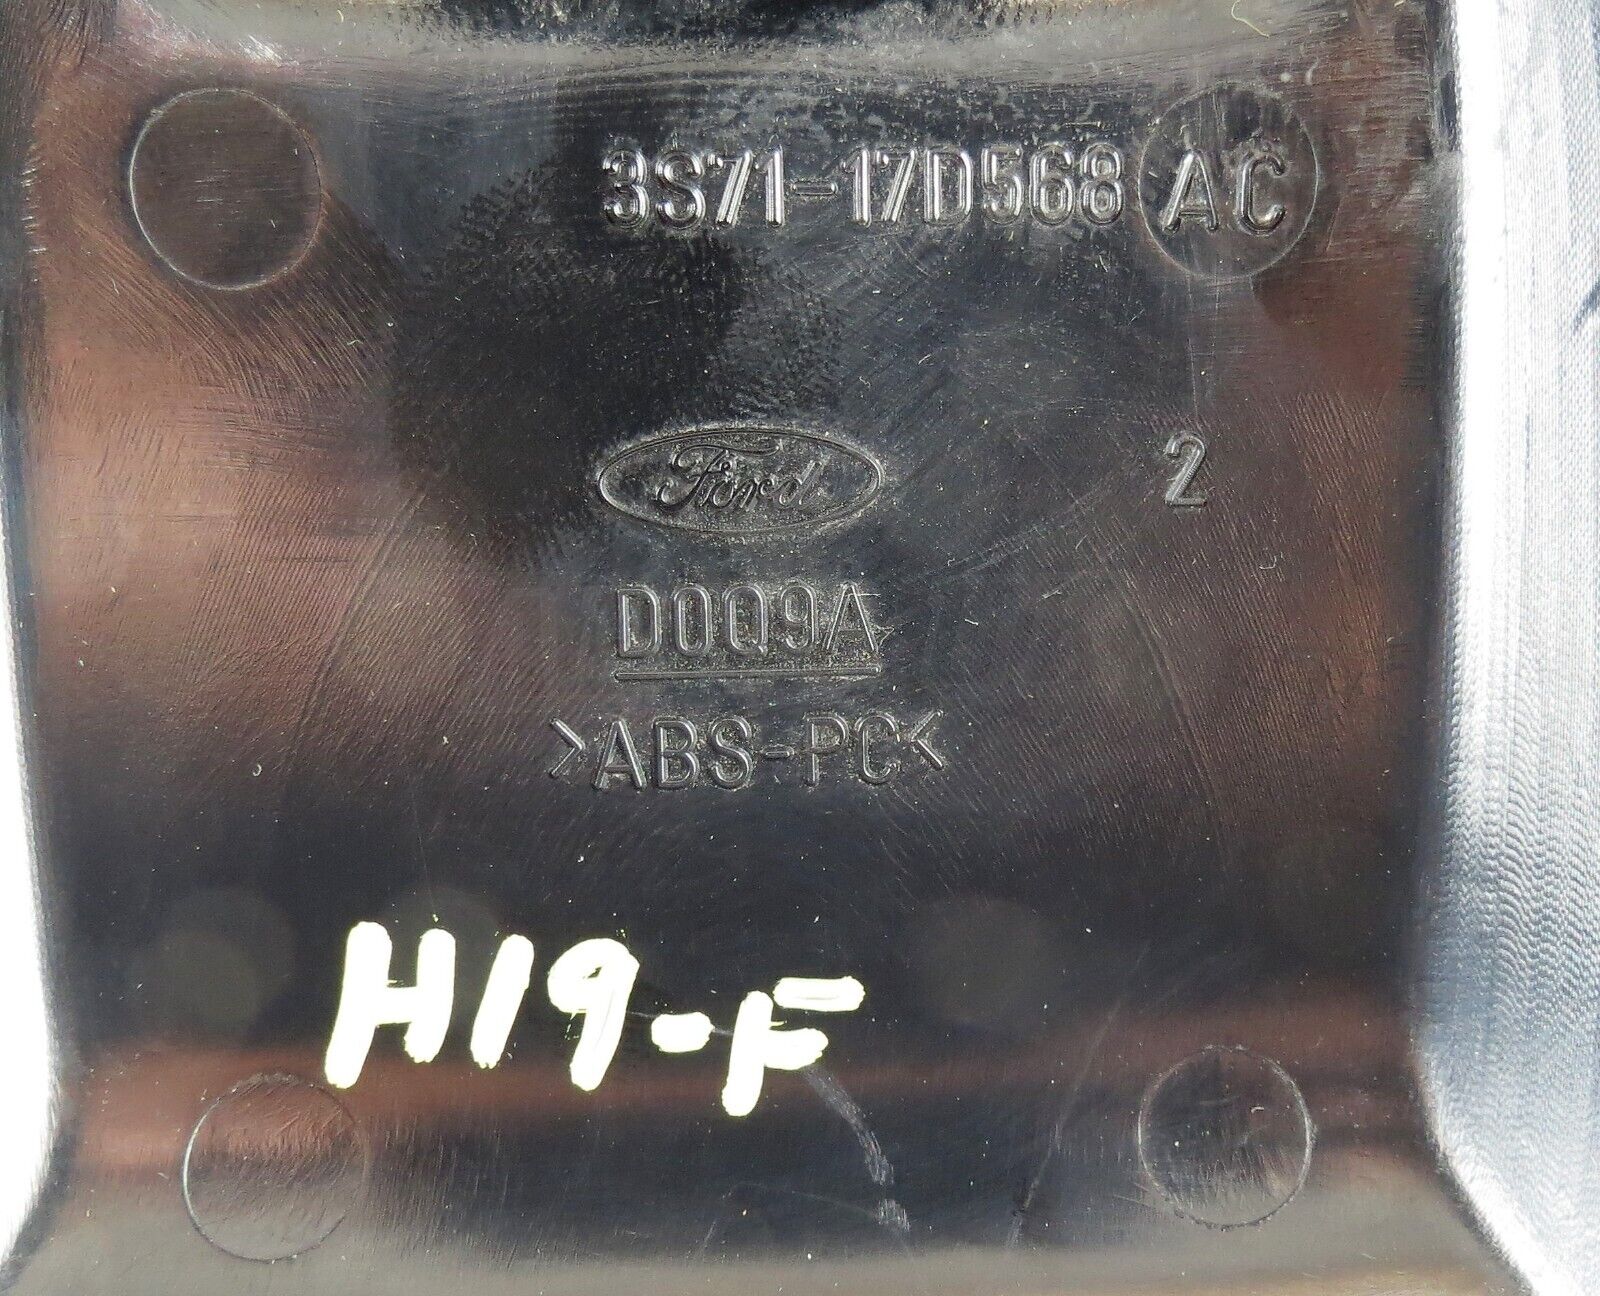 3S71-17D568 AC
Ford
2
D0Q9A
>ABS-PC<
H19-F